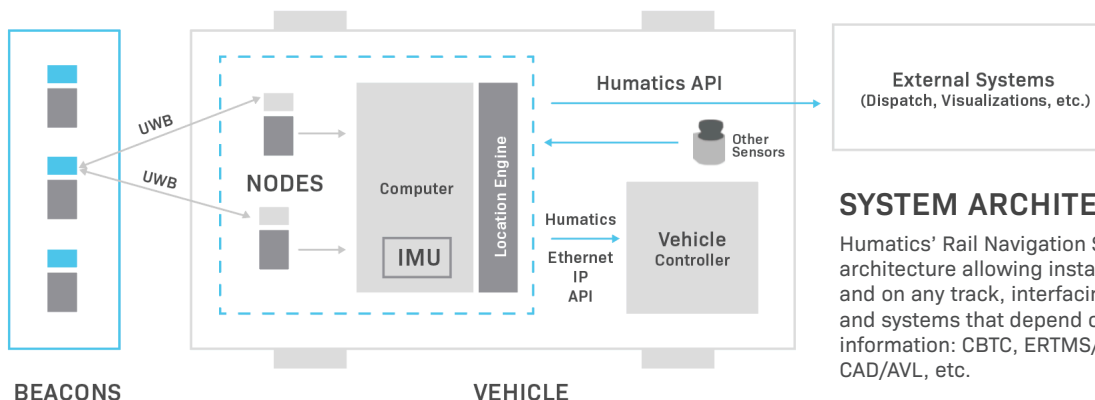 UWB
UWB
NODES
Computer
IMU
Location Engine
Humatics API
Other
Sensors
Humatics
Ethernet
IP
API
Vehicle
Controller
External Systems
(Dispatch, Visualizations, etc.)
BEACONS
VEHICLE
SYSTEM ARCHITE
Humatics’ Rail Navigation S
architecture allowing insta
and on any track, interfacin
and systems that depend o
information: CBTC, ERTMS/
CAD/AVL, etc.